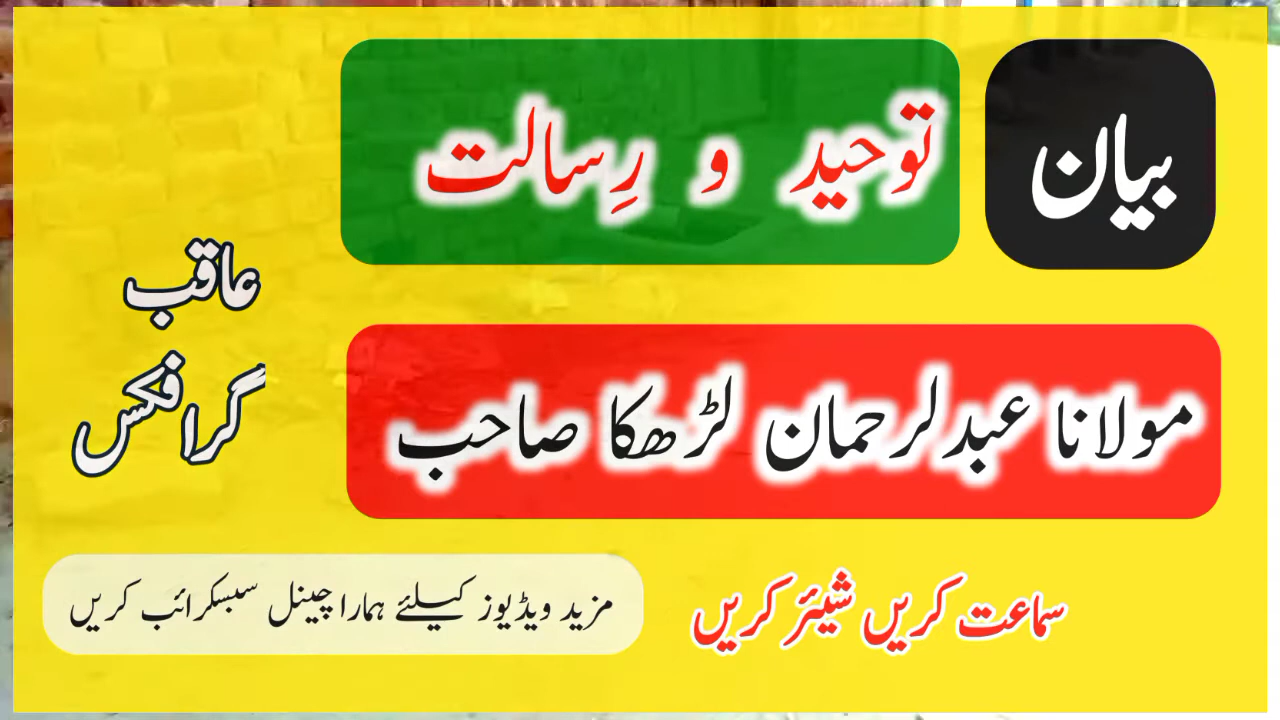 بیان
توحید و رِسالت
عاقب
گرافکس
مولانا عبدلرحمان لڑھکا صاحب
سماعت کریں شیئر کریں
مزید ویڈیوز کیلئے ہمارا چینل سبسکرائب کریں